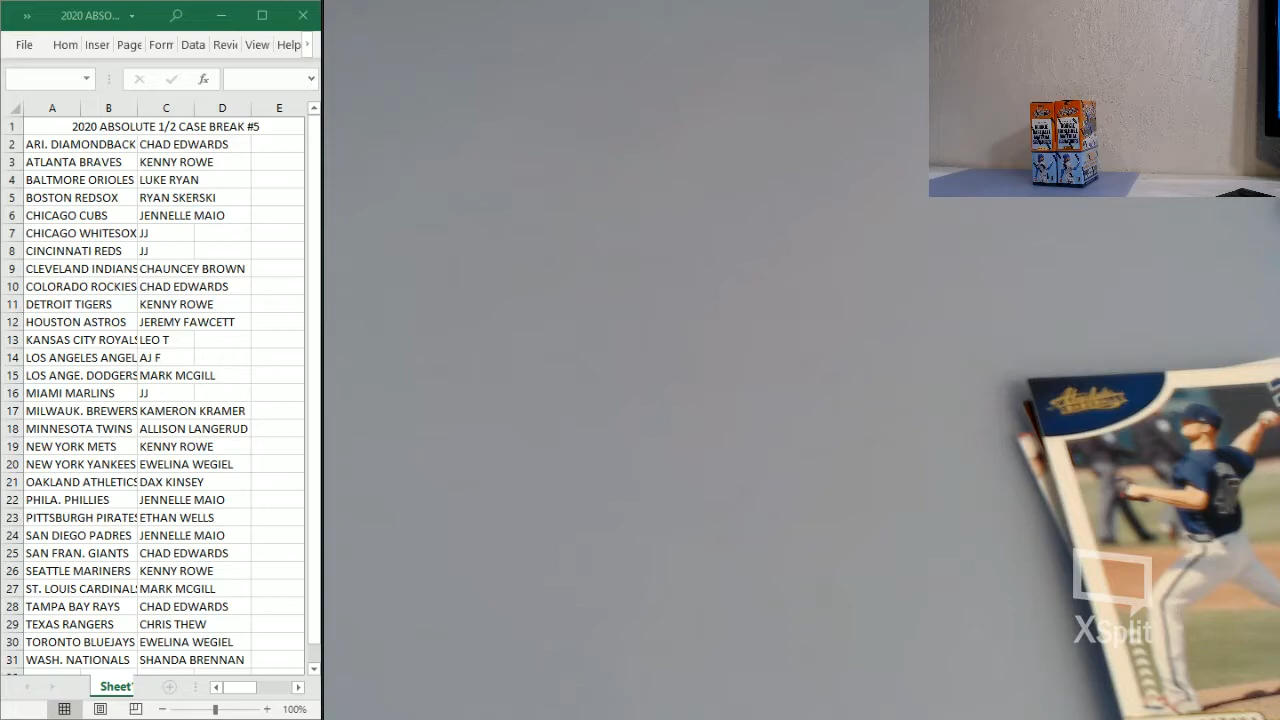 2020 ABSO...
File Hom Inser Page Forr Data Revi View Help
fx
A B C D E
1 2020 ABSOLUTE 1/2 CASE BREAK #5
2 ARI. DIAMONDBACK CHAD EDWARDS
3 ATLANTA BRAVES KENNY ROWE
4 BALTMORE ORIOLES LUKE RYAN
5 BOSTON REDSOX RYAN SKERSKI
6 CHICAGO CUBS JENNELLE MAIO
7 CHICAGO WHITESOX JJ
8 CINCINNATI REDS JJ
9 CLEVELAND INDIANS CHAUNCEY BROWN
10 COLORADO ROCKIES CHAD EDWARDS
11 DETROIT TIGERS KENNY ROWE
12 HOUSTON ASTROS JEREMY FAWCETT
13 KANSAS CITY ROYALS LEO T
14 LOS ANGELES ANGEL AJ F
15 LOS ANGE. DODGERS MARK MCGILL
16 MIAMI MARLINS JJ
17 MILWAUK. BREWERS KAMERON KRAMER
18 MINNESOTA TWINS ALLISON LANGERUD
19 NEW YORK METS KENNY ROWE
20 NEW YORK YANKEES EWELINA WEGIEL
21 OAKLAND ATHLETICS DAX KINSEY
22 PHILA. PHILLIES JENNELLE MAIO
23 PITTSBURGH PIRATES ETHAN WELLS
24 SAN DIEGO PADRES JENNELLE MAIO
25 SAN FRAN. GIANTS CHAD EDWARDS
26 SEATTLE MARINERS KENNY ROWE
27 ST. LOUIS CARDINALS MARK MCGILL
28 TAMPA BAY RAYS CHAD EDWARDS
29 TEXAS RANGERS CHRIS THEW
30 TORONTO BLUEJAYS EWELINA WEGIEL
31 WASH. NATIONALS SHANDA BRENNAN
Sheet
100%
Absolute
XSplit